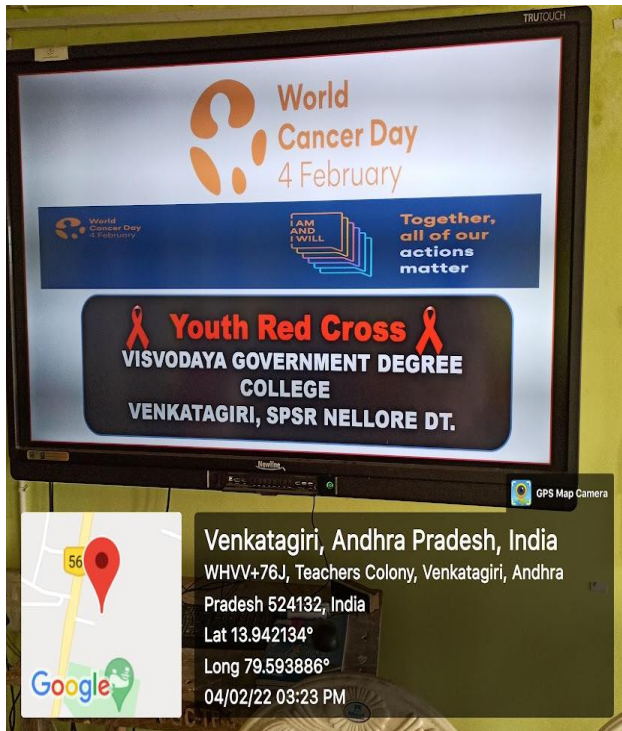 TRUTOUCH
World
Cancer Day
4 February
World
Cancer Day
4 February
I AM
AND
I WILL
Together,
all of our
actions
matter
Youth Red Cross
VISVODAYA GOVERNMENT DEGREE
COLLEGE
VENKATAGIRI, SPSR NELLORE DT.
Newline
GPS Map Camera
56
Google
Venkatagiri, Andhra Pradesh, India
WHVV+76J, Teachers Colony, Venkatagiri, Andhra
Pradesh 524132, India
Lat 13.942134°
Long 79.593886°
04/02/22 03:23 PM